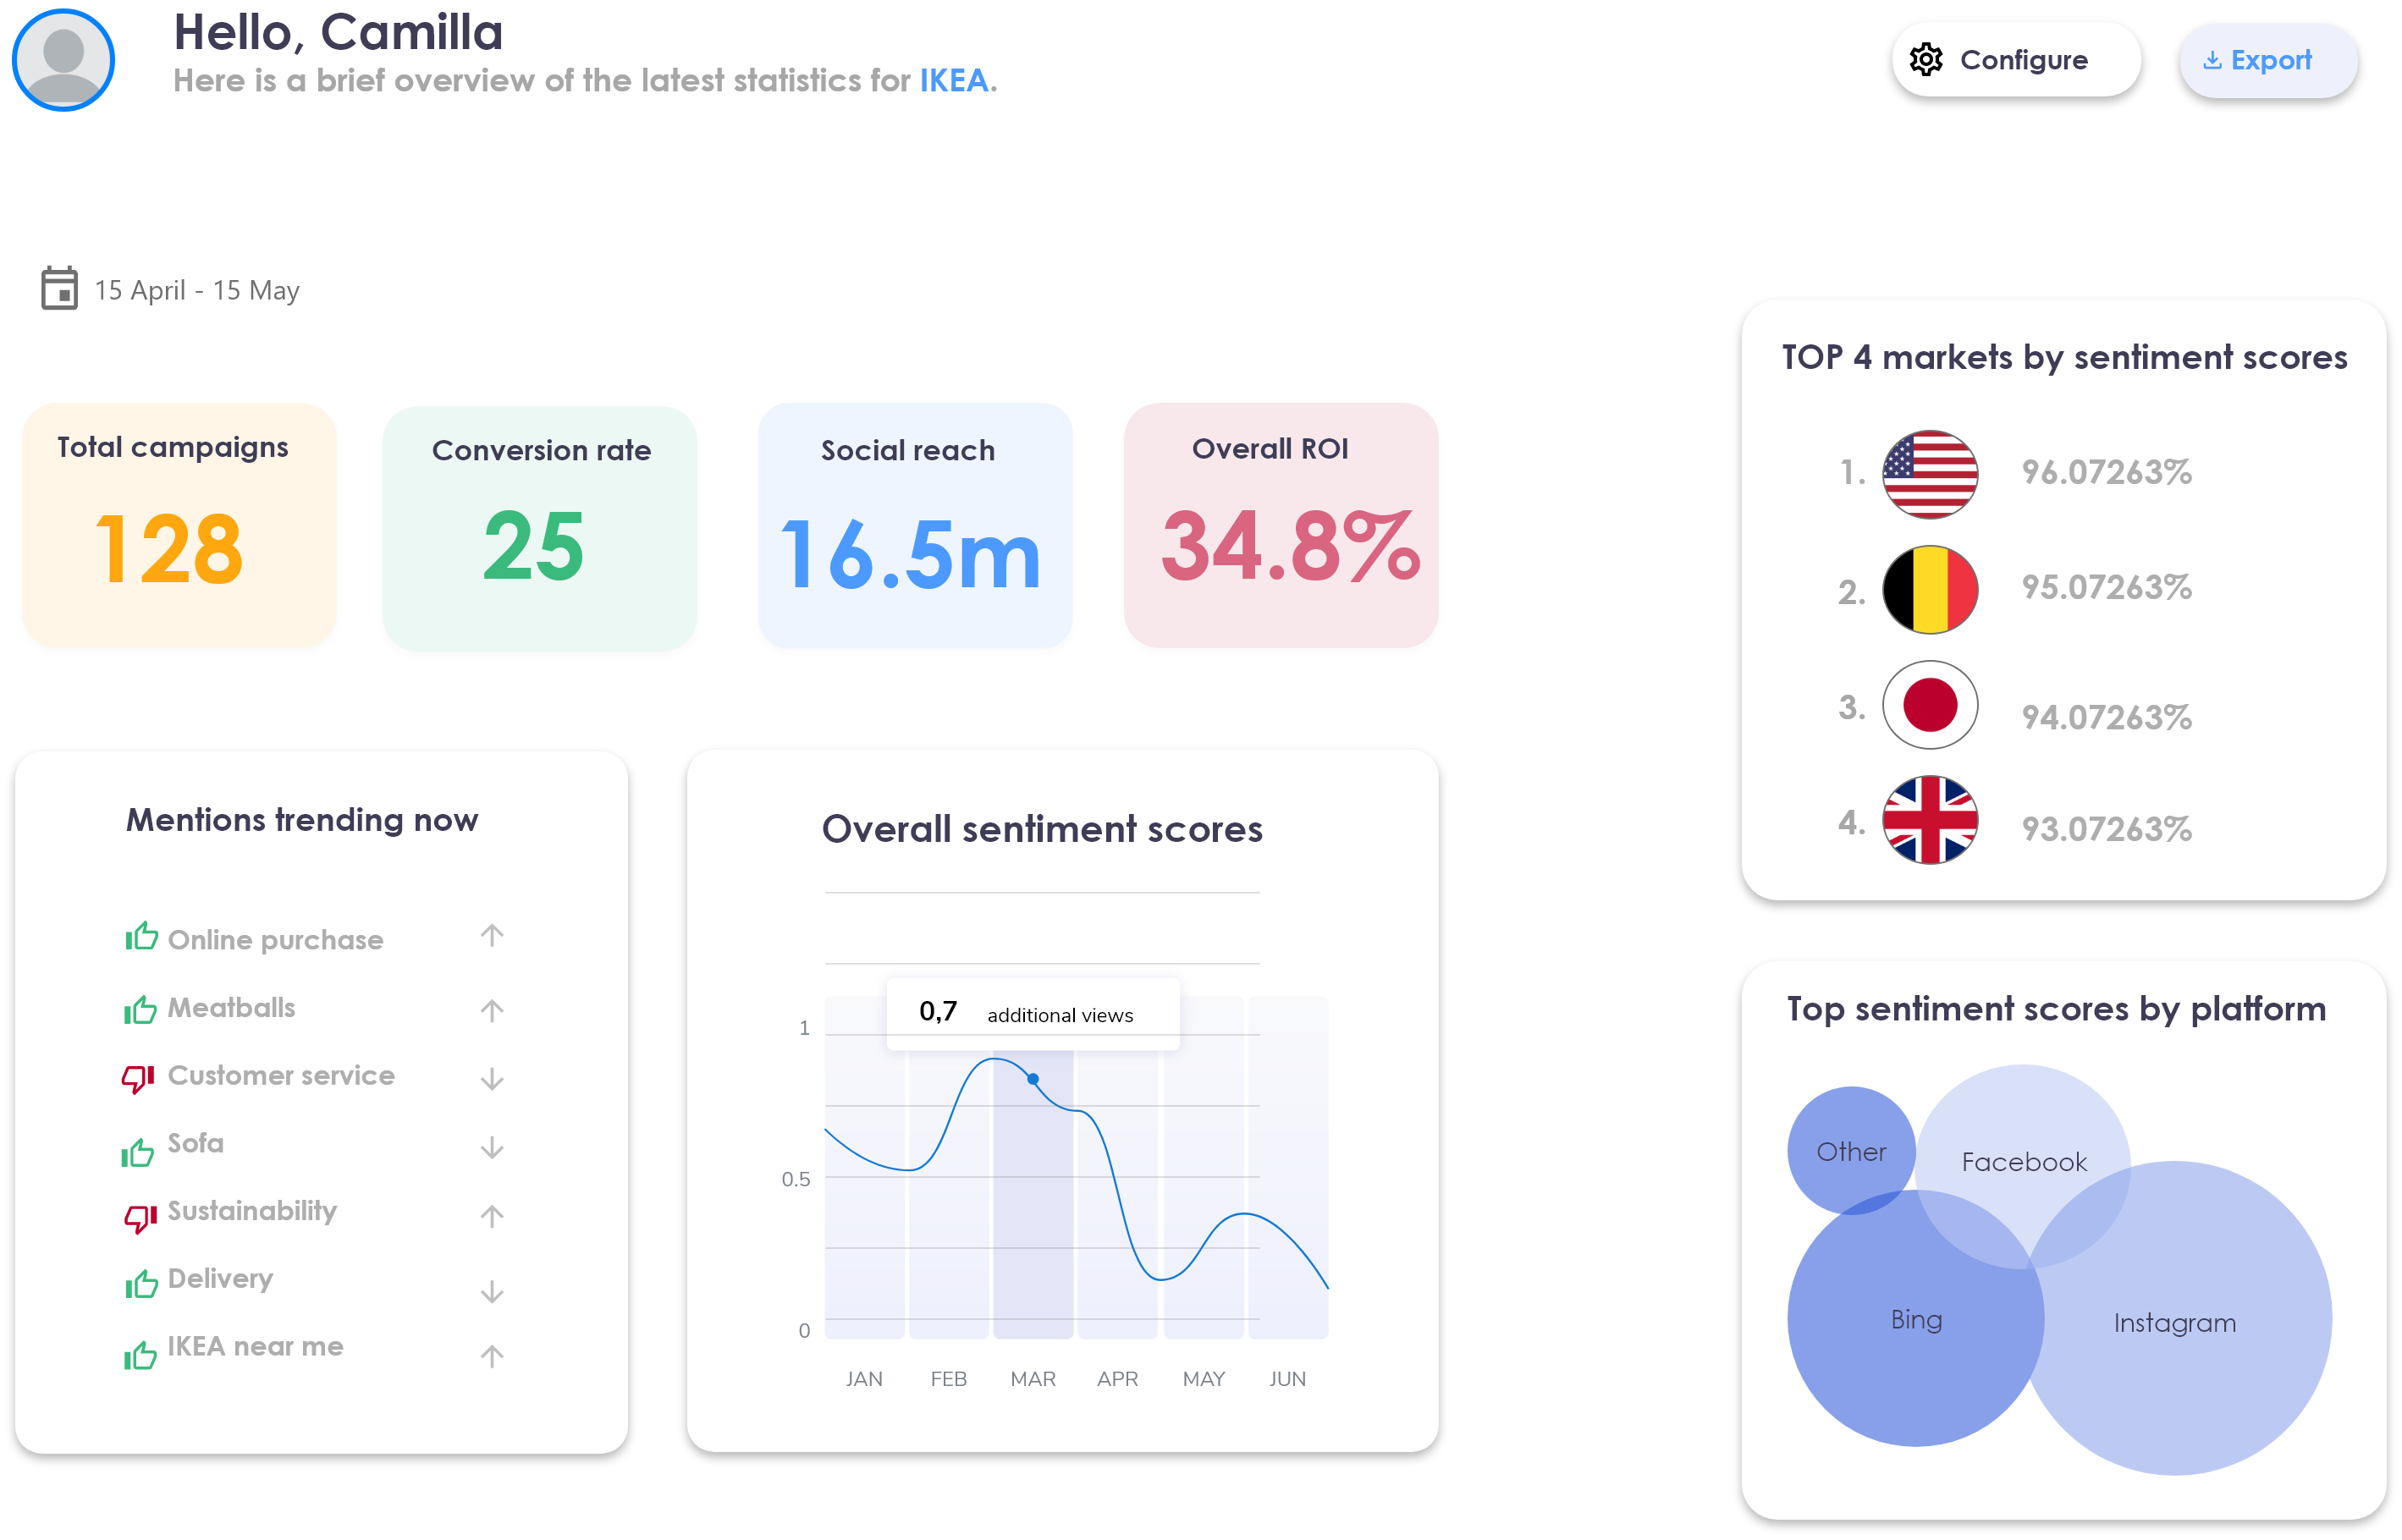 Hello, Camilla
Here is a brief overview of the latest statistics for IKEA.
Configure
Export
15 April - 15 May
Total campaigns
128
Conversion rate
25
Social reach
16.5m
Overall ROI
34.8%
Mentions trending now
Online purchase
Meatballs
Customer service
Sofa
Sustainability
Delivery
IKEA near me
Overall sentiment scores
0,7 additional views
1
0.5
0
JAN FEB MAR APR MAY JUN
TOP 4 markets by sentiment scores
1. 96.07263%
2. 95.07263%
3. 94.07263%
4. 93.07263%
Top sentiment scores by platform
Other
Facebook
Bing
Instagram